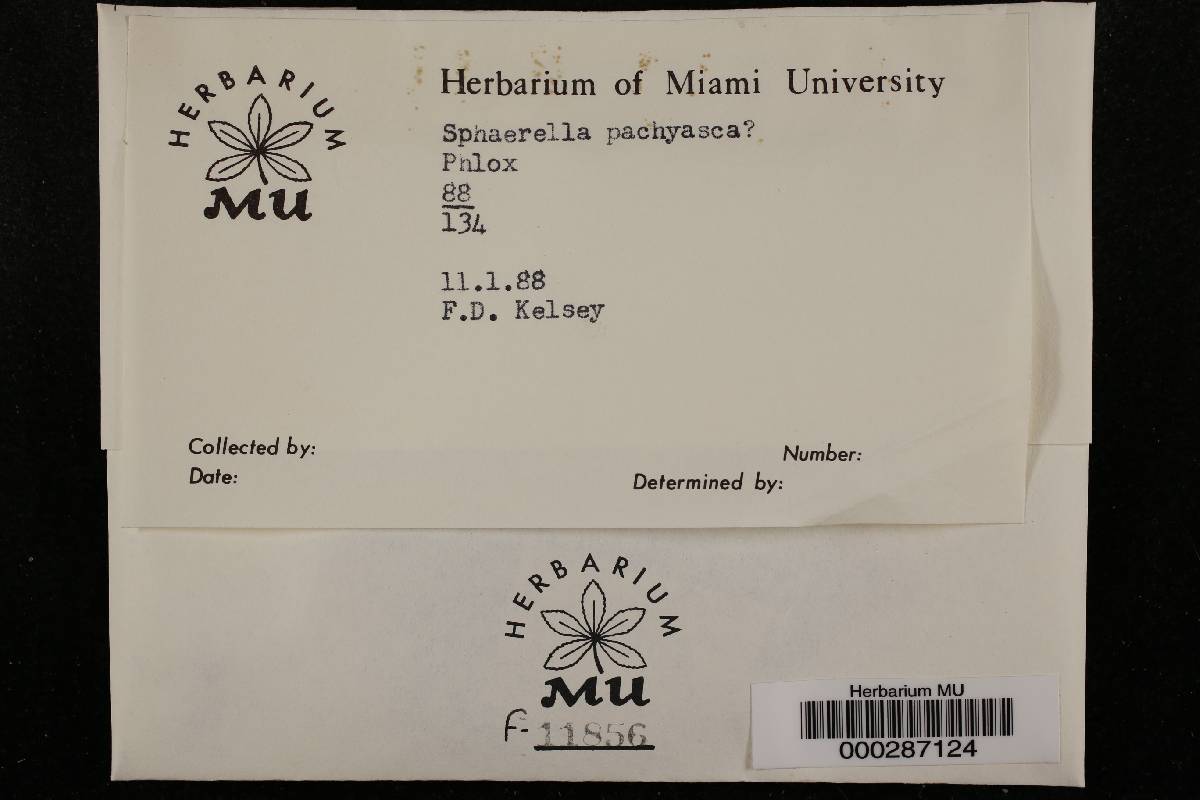 HERBARIUM
MU
Herbarium of Miami University
Sphaerella pachyasca?
Phlox
88
134
11.1.88
F.D. Kelsey
Collected by:
Date:
Number:
Determined by:
HERBARIUM
MU
F-11856
Herbarium MU
000287124